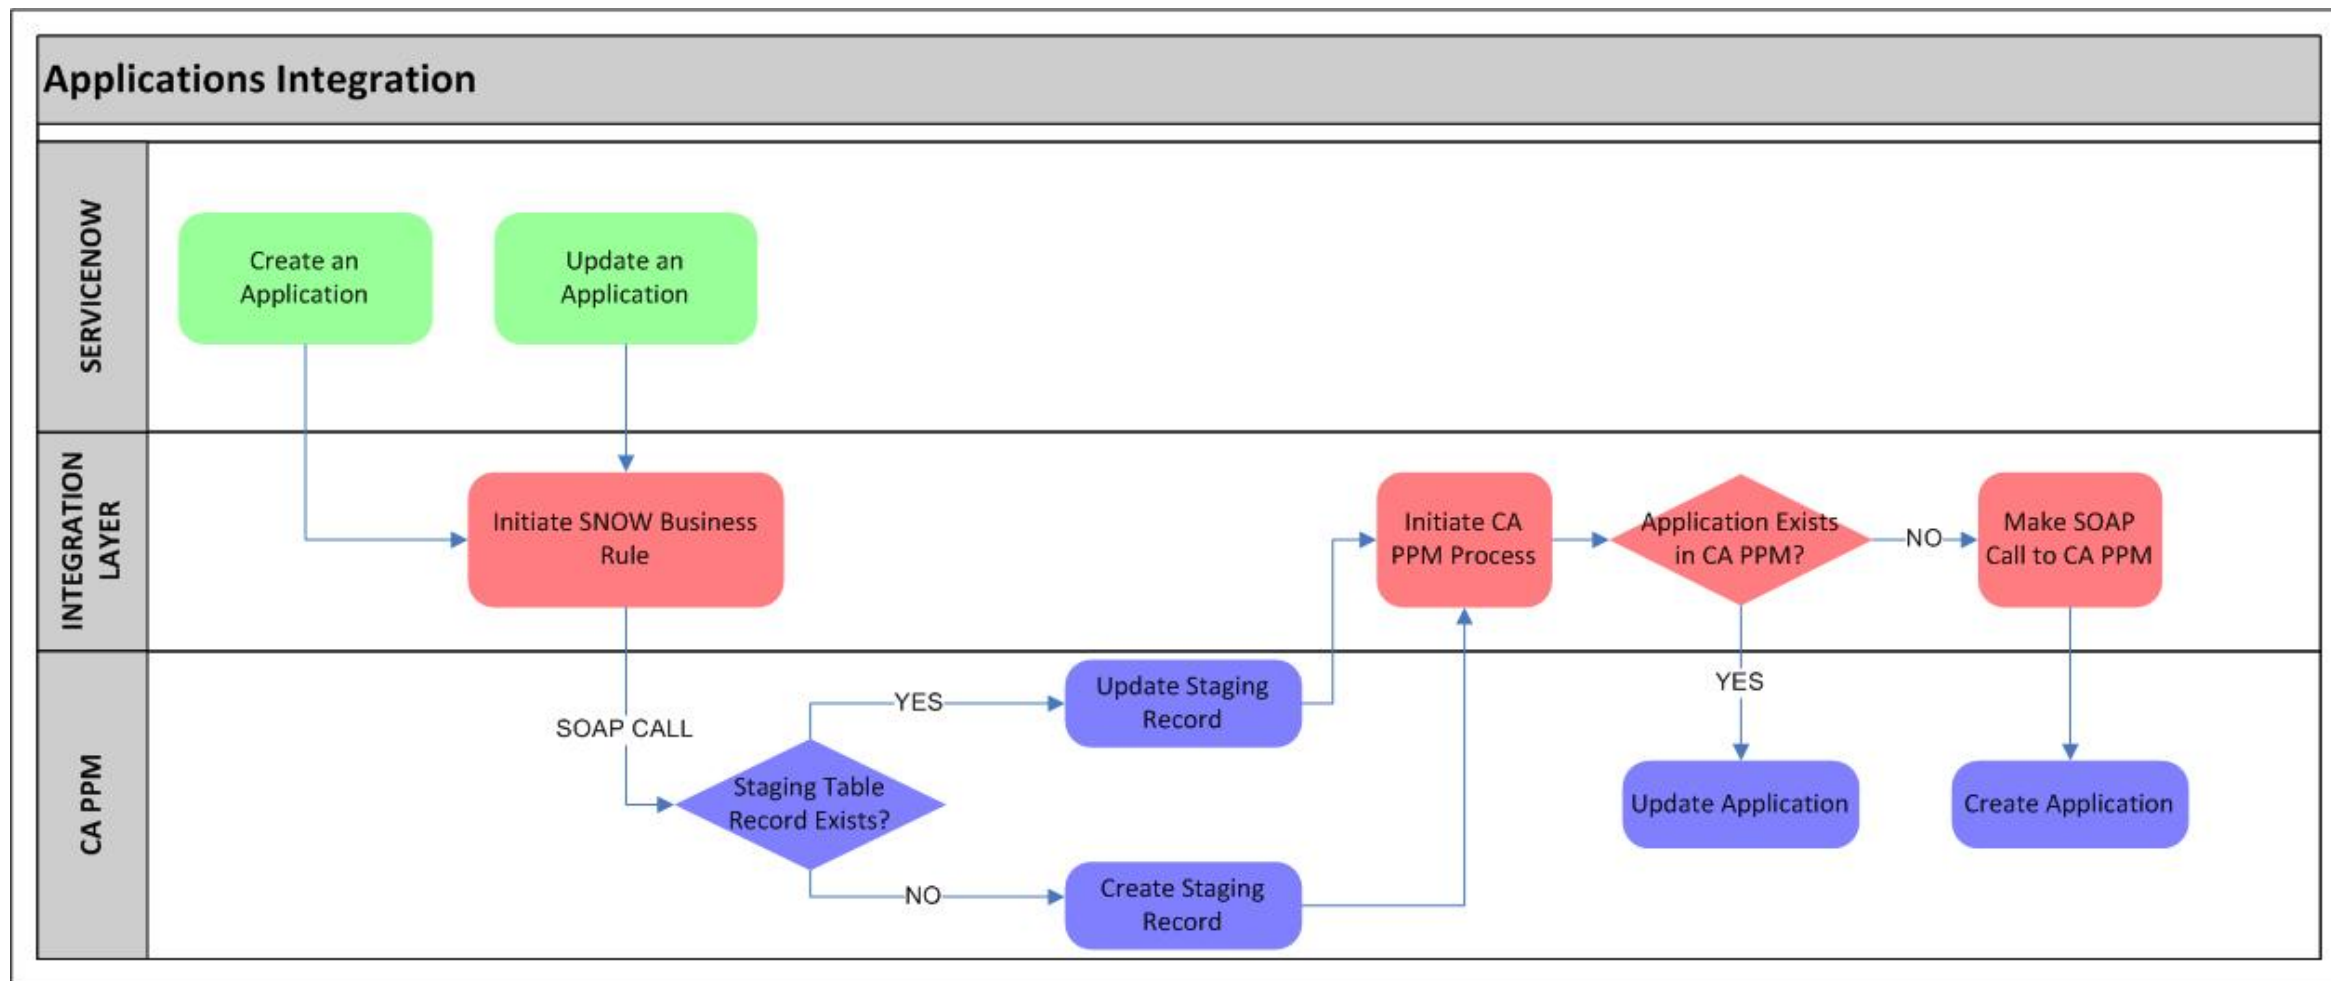 Applications Integration
SERVICENOW
Create an
Application
Update an
Application
INTEGRATION
LAYER
Initiate SNOW Business
Rule
Initiate CA
PPM Process
Application Exists
in CA PPM?
NO
Make SOAP
Call to CA PPM
CA PPM
SOAP CALL
Staging Table
Record Exists?
YES
Update Staging
Record
NO
Create Staging
Record
YES
Update Application
Create Application